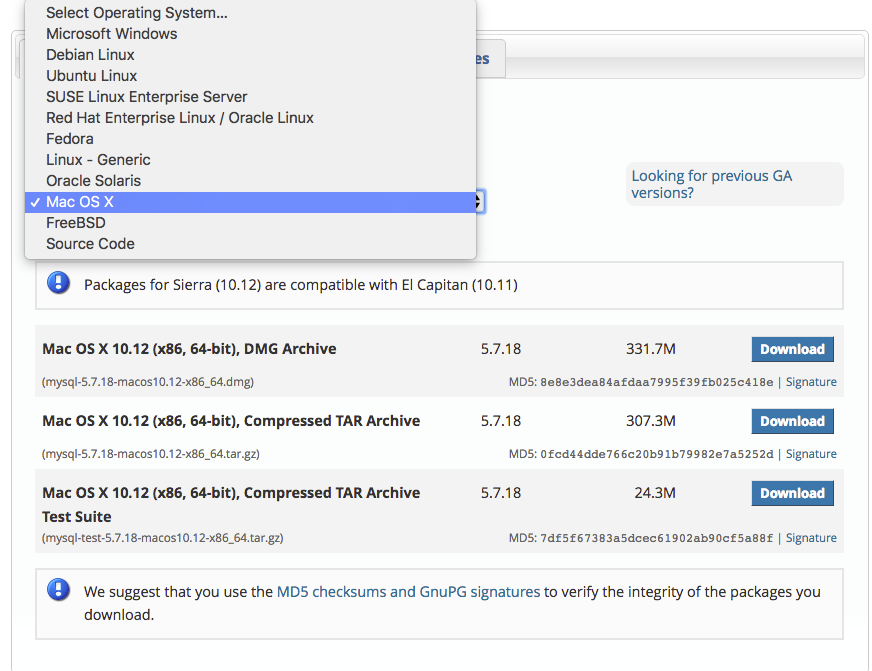 Select Operating System...
Microsoft Windows
Debian Linux
Ubuntu Linux
SUSE Linux Enterprise Server
Red Hat Enterprise Linux / Oracle Linux
Fedora
Linux - Generic
Oracle Solaris
✓ Mac OS X
FreeBSD
Source Code
es
Looking for previous GA
versions?
Packages for Sierra (10.12) are compatible with El Capitan (10.11)
Mac OS X 10.12 (x86, 64-bit), DMG Archive 5.7.18 331.7M Download
(mysql-5.7.18-macos10.12-x86_64.dmg) MD5: 8e8e3dea84afdaa7995f39fb025c418e | Signature
Mac OS X 10.12 (x86, 64-bit), Compressed TAR Archive 5.7.18 307.3M Download
(mysql-5.7.18-macos10.12-x86_64.tar.gz) MD5: 0fcd44dde766c20b91b79982e7a5252d | Signature
Mac OS X 10.12 (x86, 64-bit), Compressed TAR Archive 5.7.18 24.3M Download
Test Suite
(mysql-test-5.7.18-macos10.12-x86_64.tar.gz) MD5: 7df5f67383a5dcec61902ab90cf5a88f | Signature
We suggest that you use the MD5 checksums and GnuPG signatures to verify the integrity of the packages you
download.